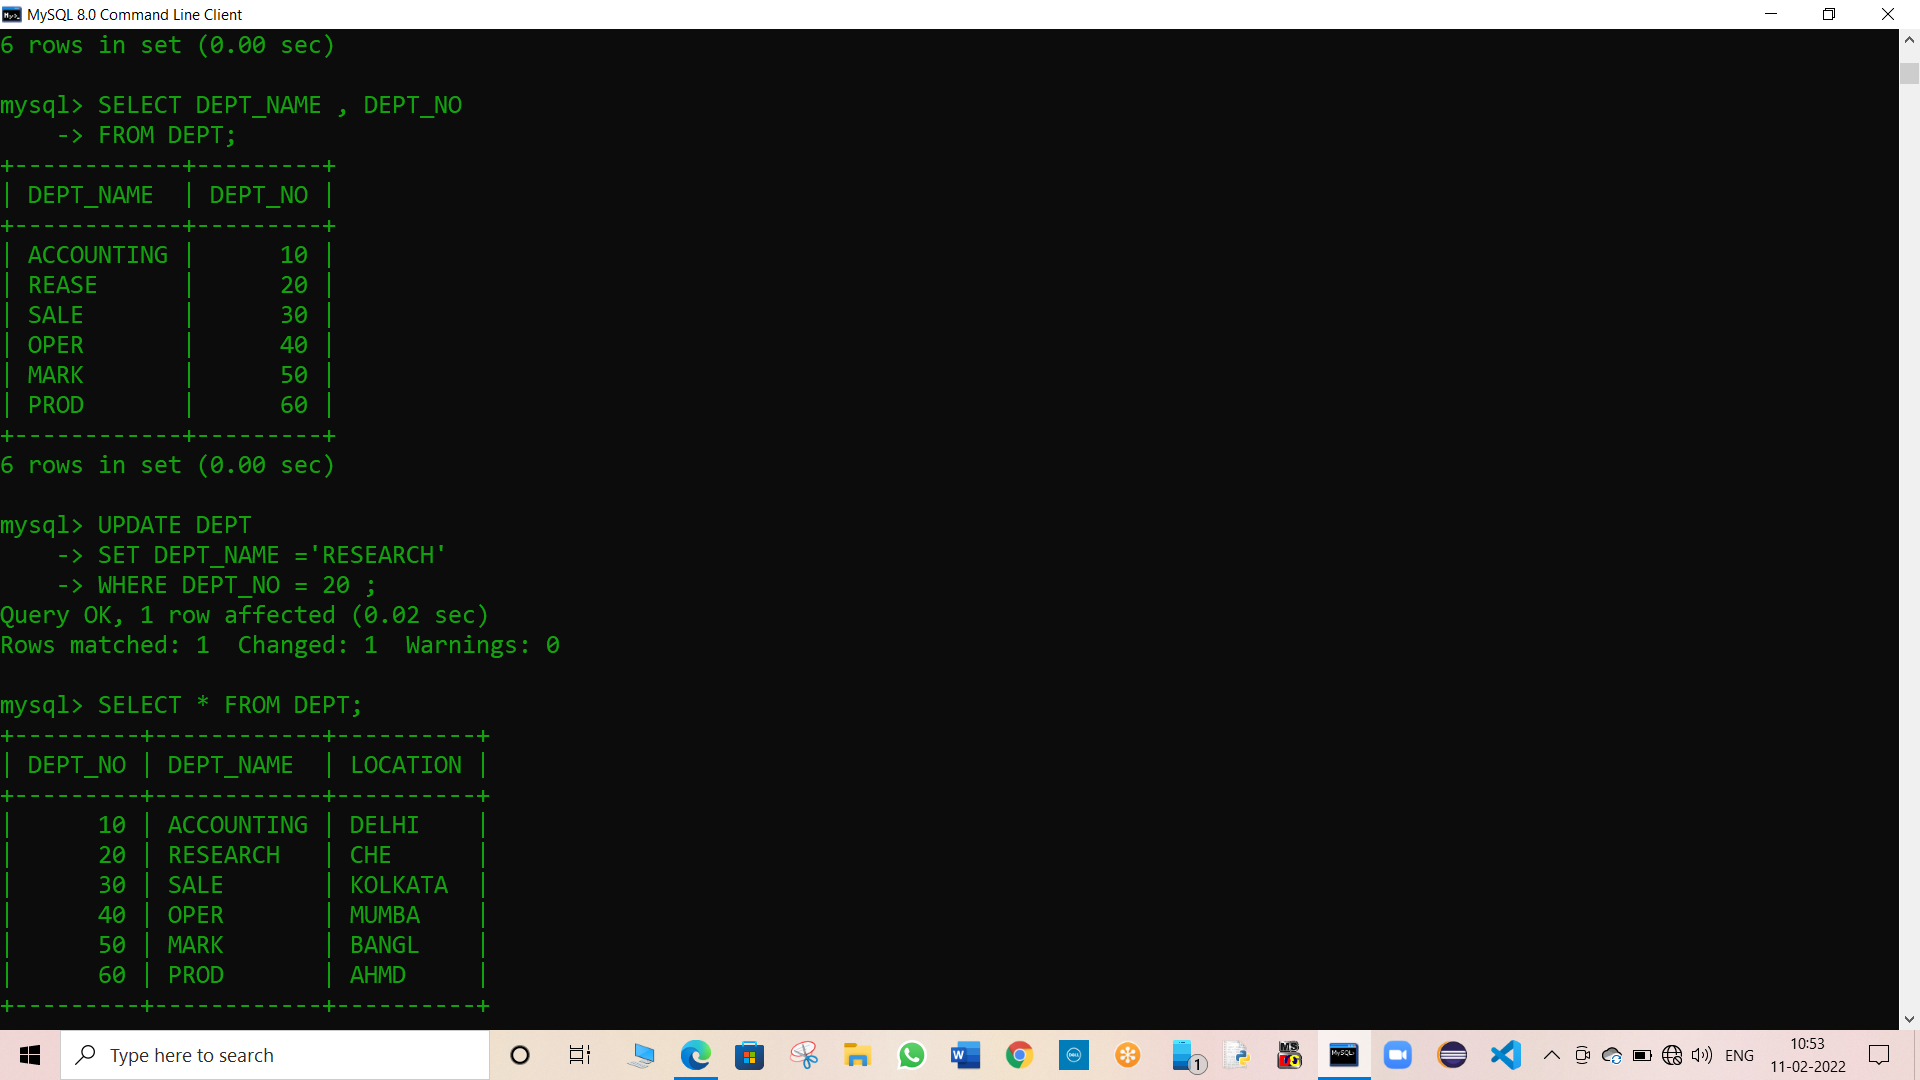 MySQL 8.0 Command Line Client
6 rows in set (0.00 sec)
mysql> SELECT DEPT_NAME , DEPT_NO
    -> FROM DEPT;
+------------+---------+
| DEPT_NAME  | DEPT_NO |
+------------+---------+
| ACCOUNTING |      10 |
| REASE      |      20 |
| SALE       |      30 |
| OPER       |      40 |
| MARK       |      50 |
| PROD       |      60 |
+------------+---------+
6 rows in set (0.00 sec)
mysql> UPDATE DEPT
    -> SET DEPT_NAME ='RESEARCH'
    -> WHERE DEPT_NO = 20 ;
Query OK, 1 row affected (0.02 sec)
Rows matched: 1  Changed: 1  Warnings: 0
mysql> SELECT * FROM DEPT;
+---------+------------+----------+
| DEPT_NO | DEPT_NAME  | LOCATION |
+---------+------------+----------+
|      10 | ACCOUNTING | DELHI    |
|      20 | RESEARCH   | CHE      |
|      30 | SALE       | KOLKATA  |
|      40 | OPER       | MUMBA    |
|      50 | MARK       | BANGL    |
|      60 | PROD       | AHMD     |
+---------+------------+----------+
Type here to search
1
ENG
10:53
11-02-2022